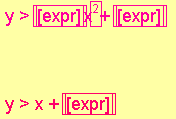 y > [expr]x² + [expr]
y > x + [expr]